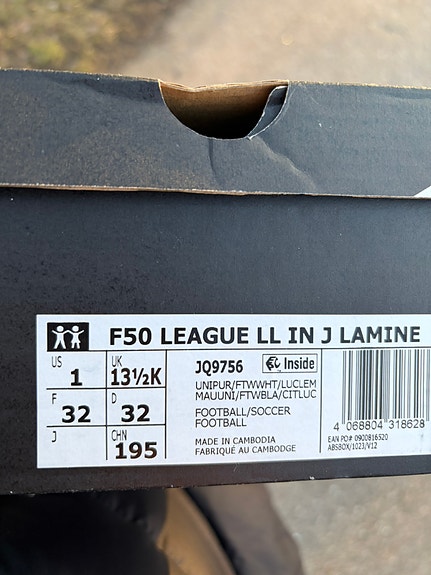 F50 LEAGUE LL IN J LAMINE
US
1
UK
13½K
F
32
D
32
J
CHN
195
JQ9756
Inside
UNIPUR/FTWWHT/LUCLEM
MAUUNI/FTWBLA/CITLUC
FOOTBALL/SOCCER
FOOTBALL
MADE IN CAMBODIA
FABRIQUÉ AU CAMBODGE
4 068804 318628
EAN PO# 0900816520
ABSBOX/1023/V12